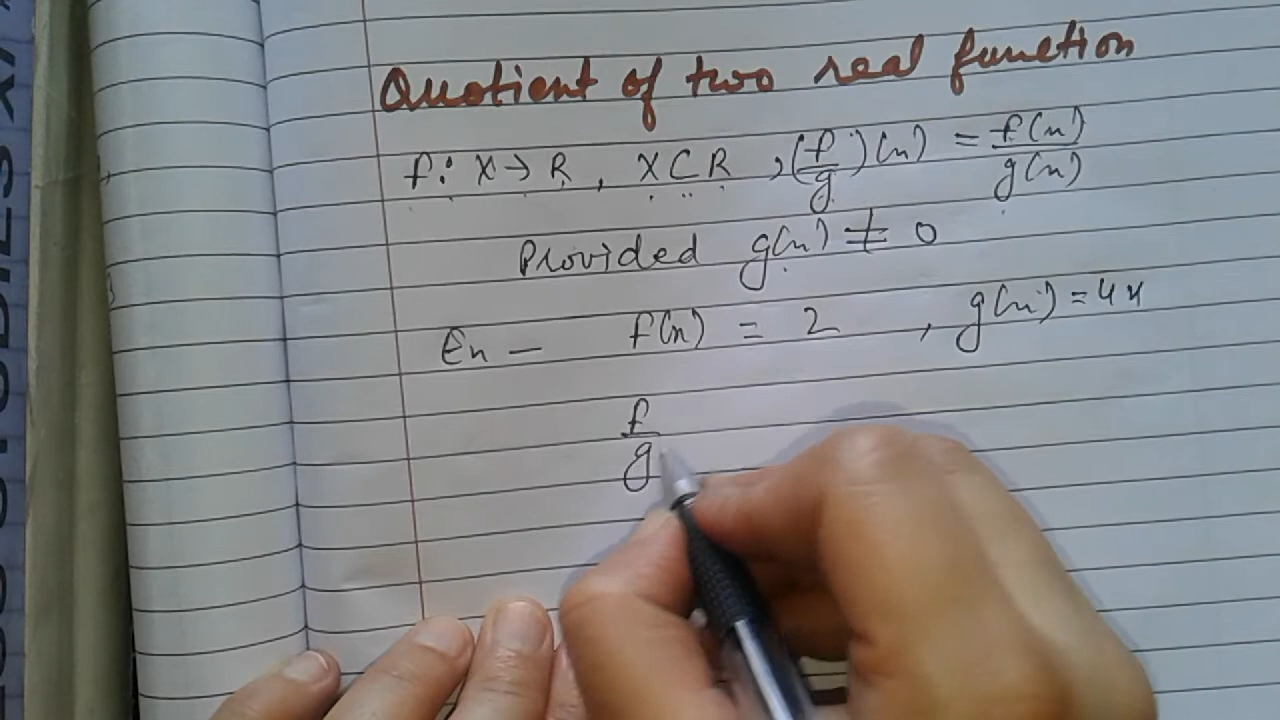 Quotient of two real function
f: X → R, X ⊂ R, (f/g)(x) = f(x)/g(x)
Provided g(x) ≠ 0
Ex — f(x) = 2, g(x) = 4x
f/g